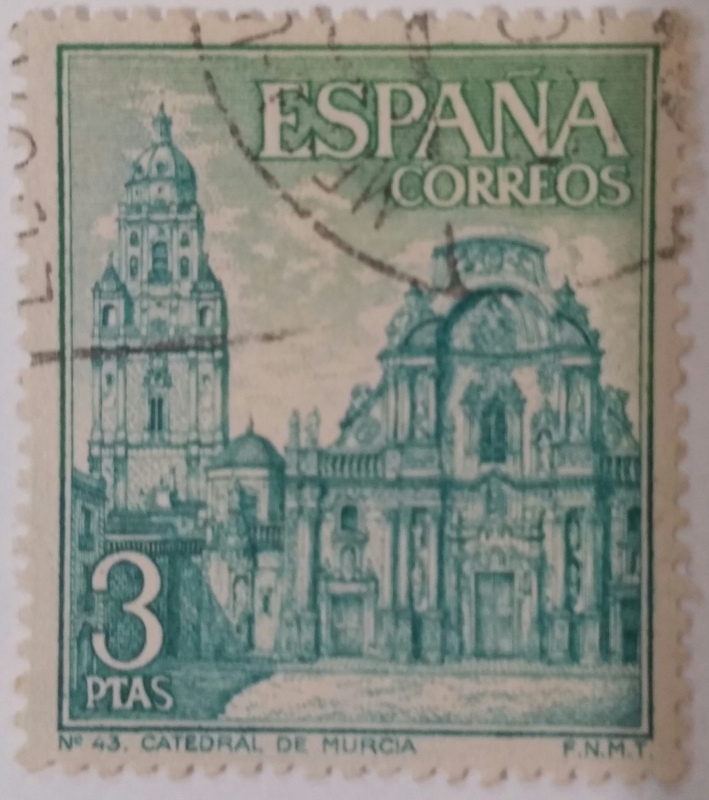 ESPAÑA
CORREOS
3
PTAS
Nº 43. CATEDRAL DE MURCIA
F.N.M.T.